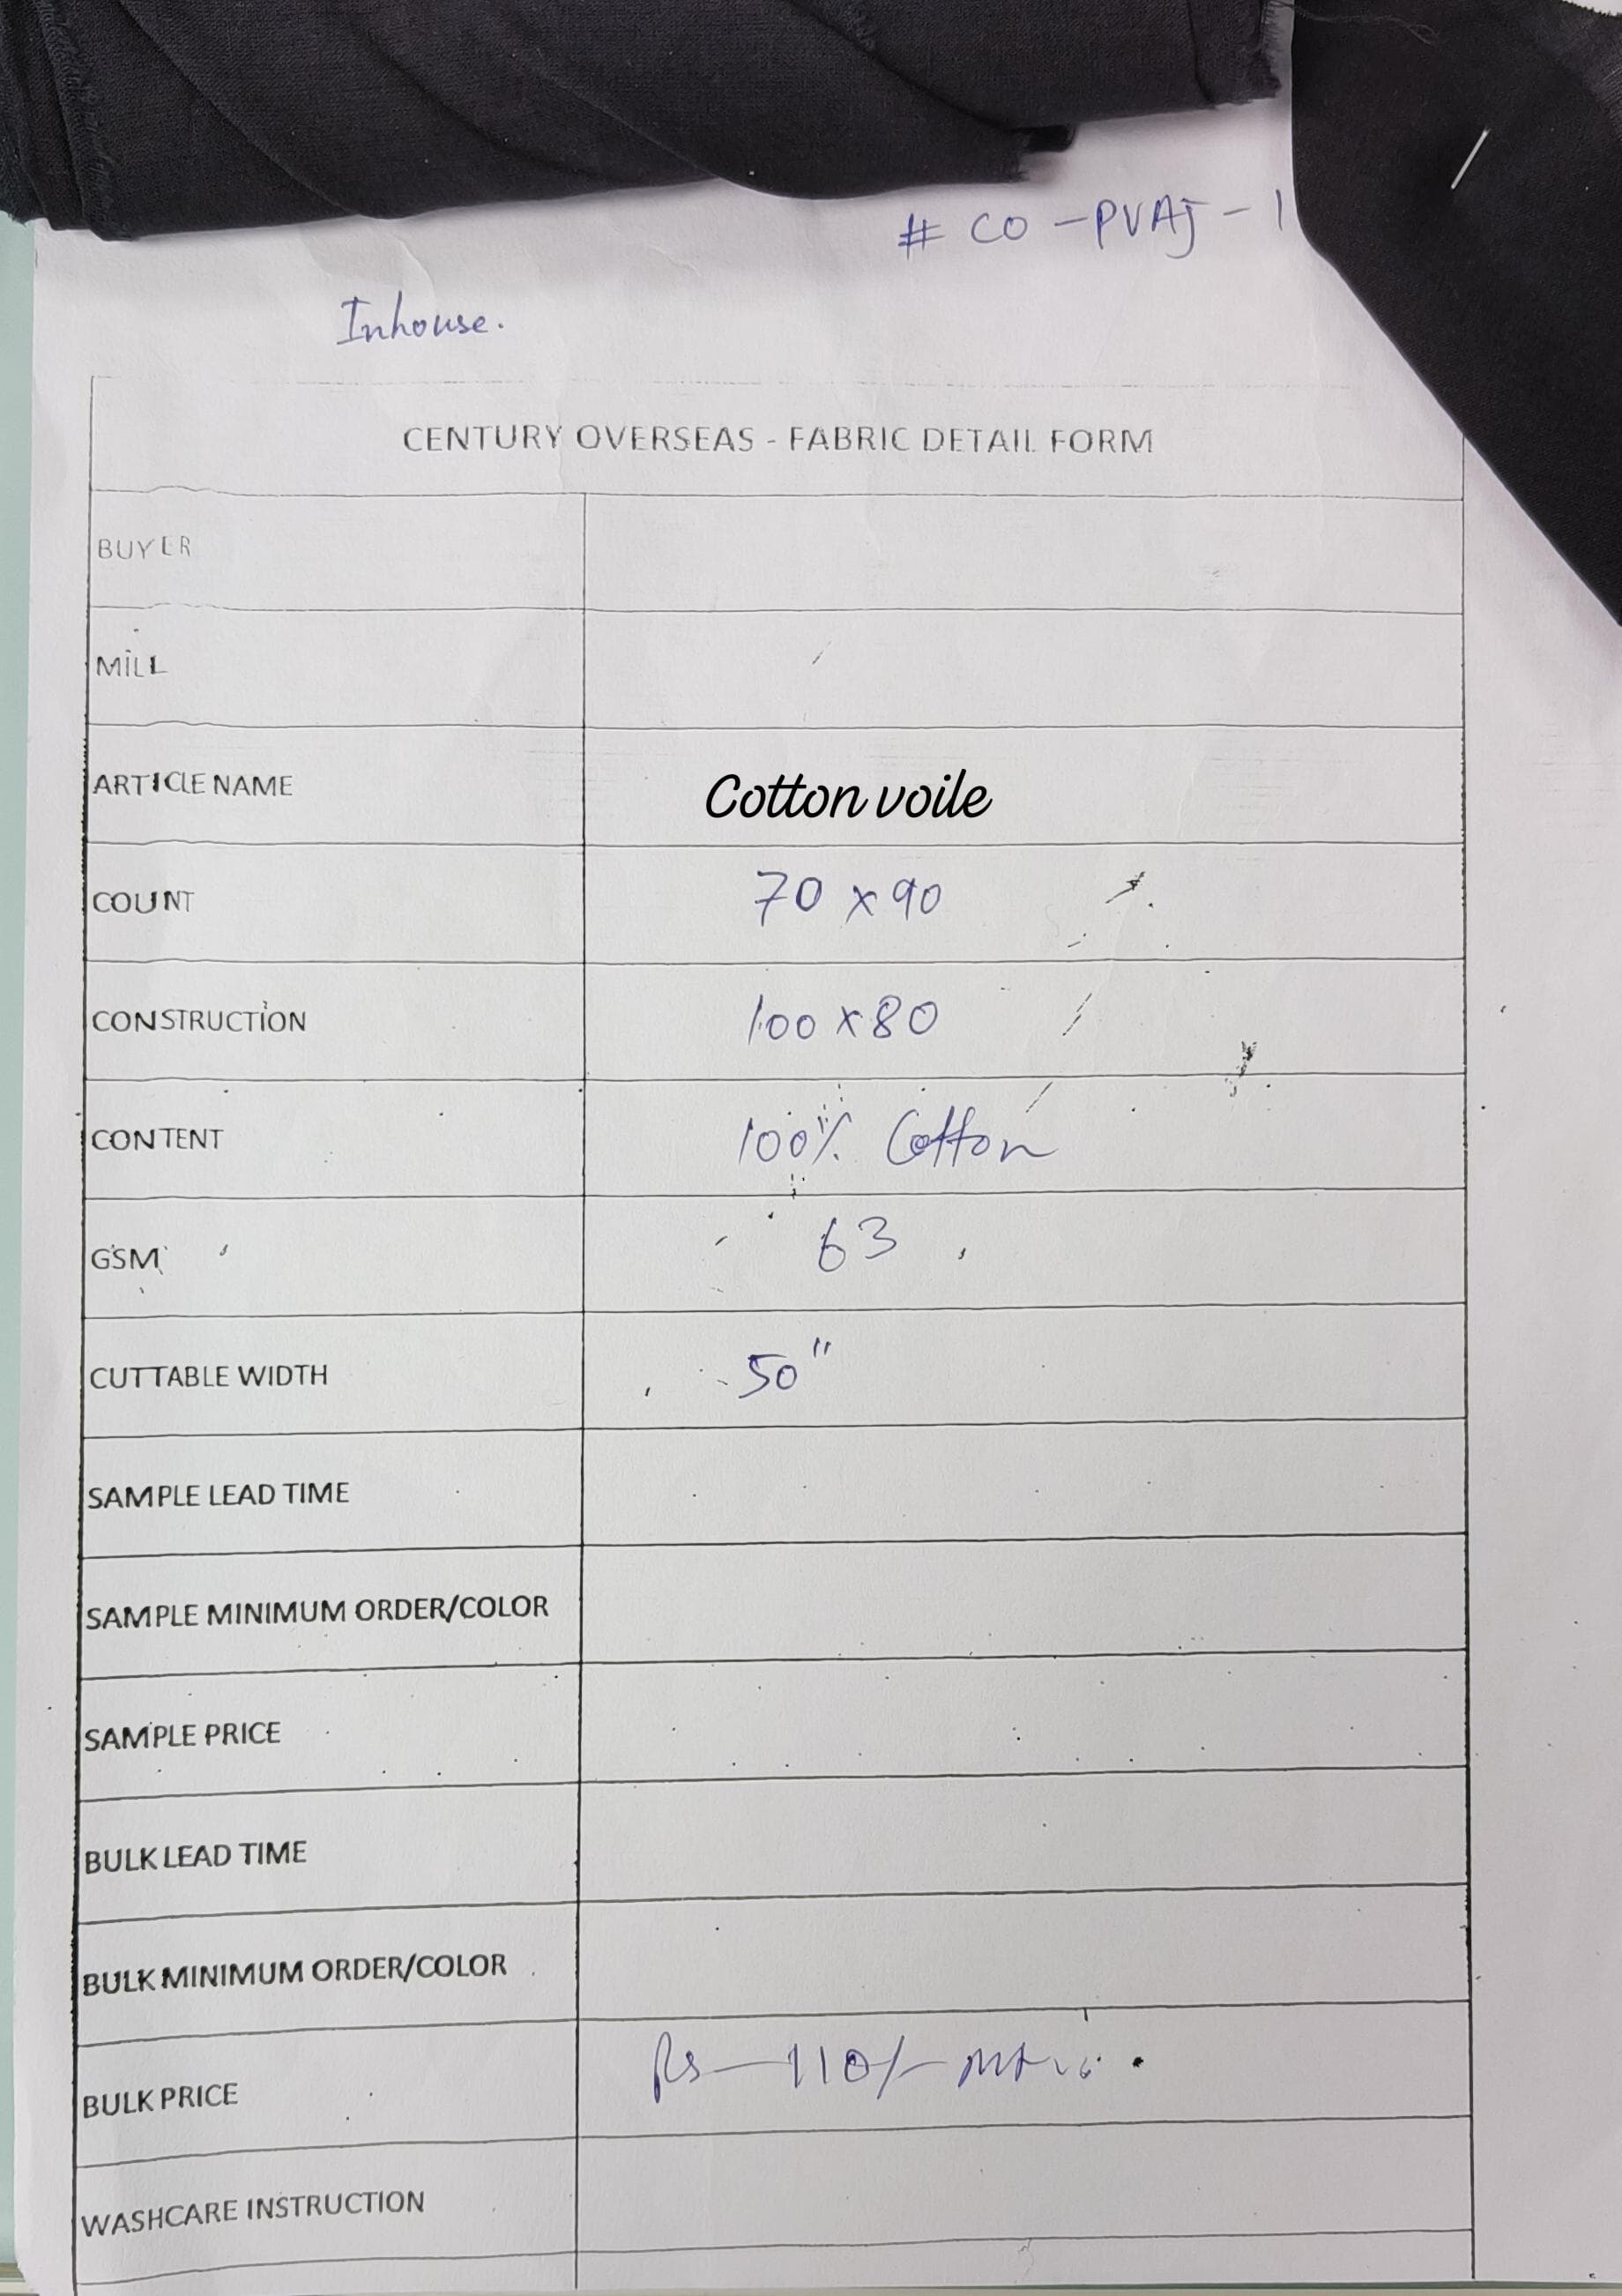 # CO - PVAJ - 1
Inhouse.
CENTURY OVERSEAS - FABRIC DETAIL FORM
BUYER
MILL
ARTICLE NAME Cotton voile
COUNT 70 x 90
CONSTRUCTION 100 x 80
CONTENT 100% Cotton
GSM 63
CUTTABLE WIDTH 50"
SAMPLE LEAD TIME
SAMPLE MINIMUM ORDER/COLOR
SAMPLE PRICE
BULK LEAD TIME
BULK MINIMUM ORDER/COLOR
BULK PRICE Rs - 110/-
WASHCARE INSTRUCTION